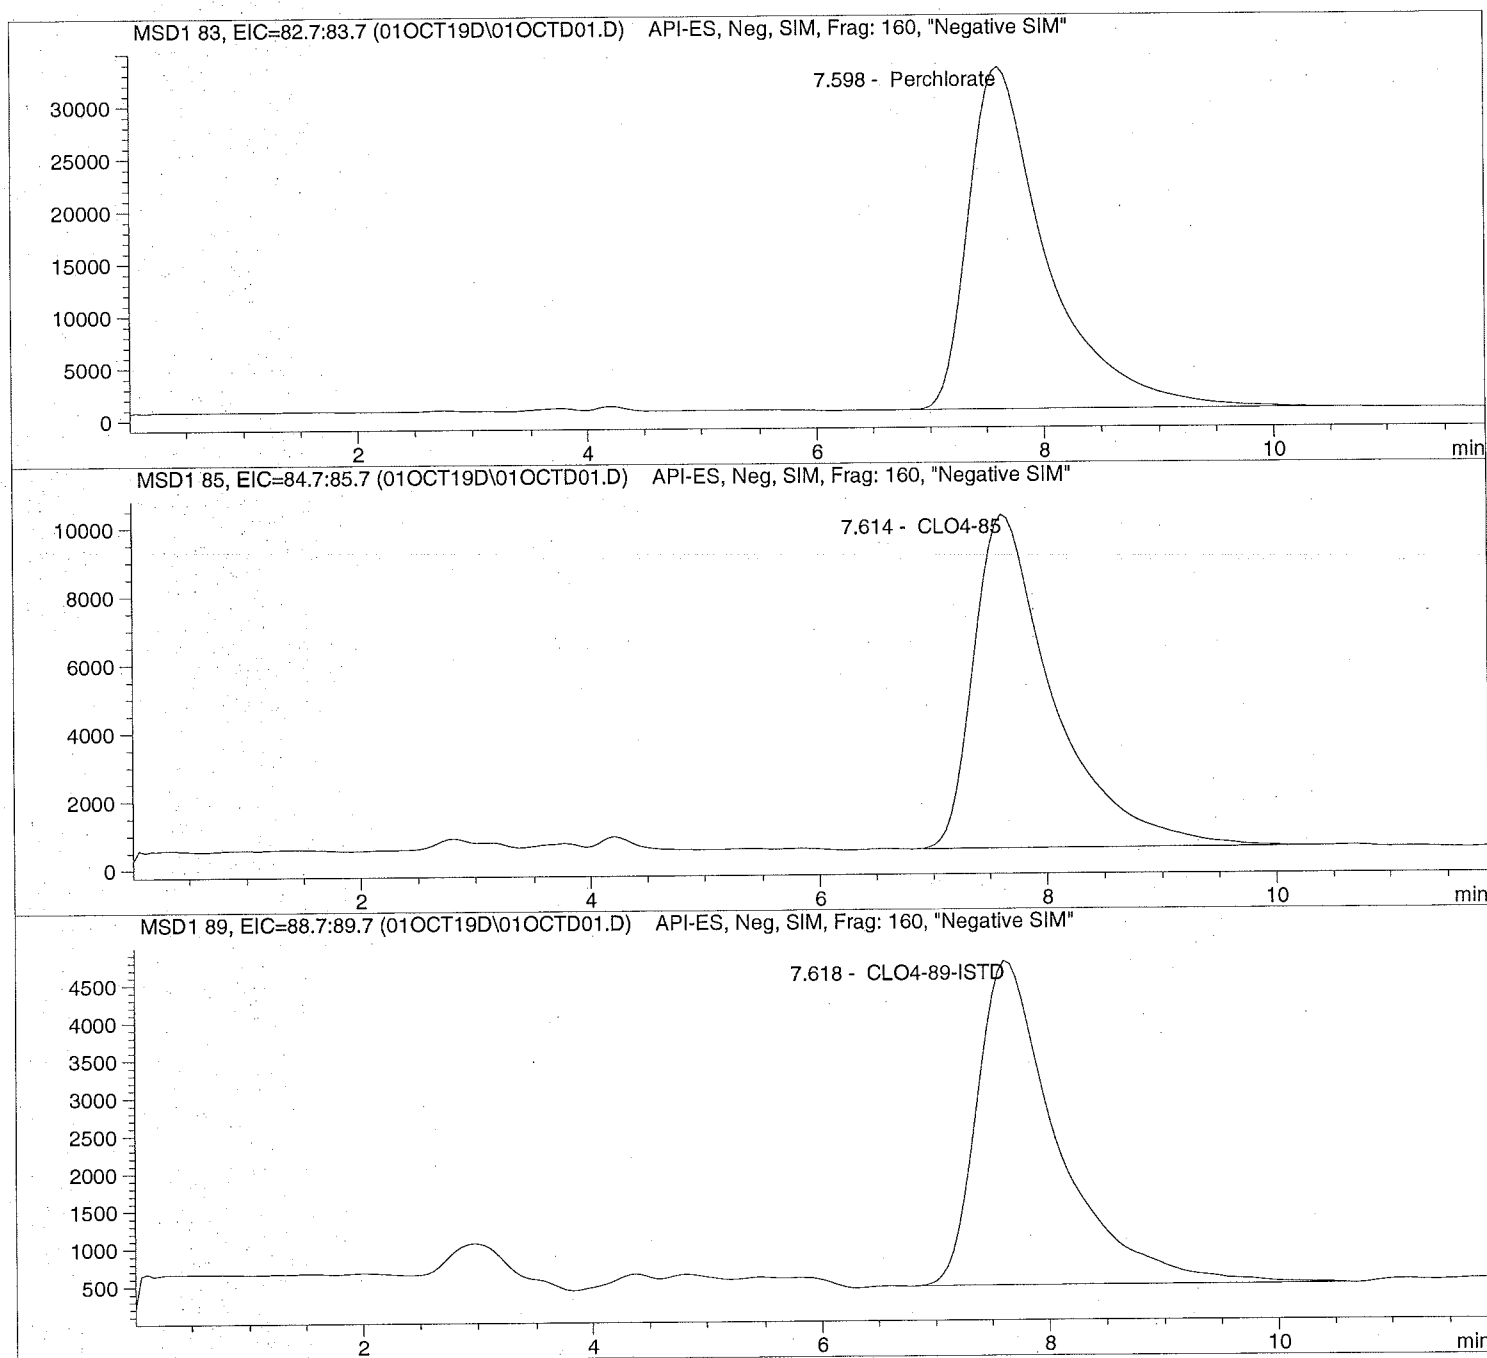 MSD1 83, EIC=82.7:83.7 (01OCT19D\01OCTD01.D) API-ES, Neg, SIM, Frag: 160, "Negative SIM"
7.598 - Perchlorate
30000
25000
20000
15000
10000
5000
0
2 4 6 8 10 min
MSD1 85, EIC=84.7:85.7 (01OCT19D\01OCTD01.D) API-ES, Neg, SIM, Frag: 160, "Negative SIM"
7.614 - CLO4-85
10000
8000
6000
4000
2000
0
2 4 6 8 10 min
MSD1 89, EIC=88.7:89.7 (01OCT19D\01OCTD01.D) API-ES, Neg, SIM, Frag: 160, "Negative SIM"
7.618 - CLO4-89-ISTD
4500
4000
3500
3000
2500
2000
1500
1000
500
2 4 6 8 10 min